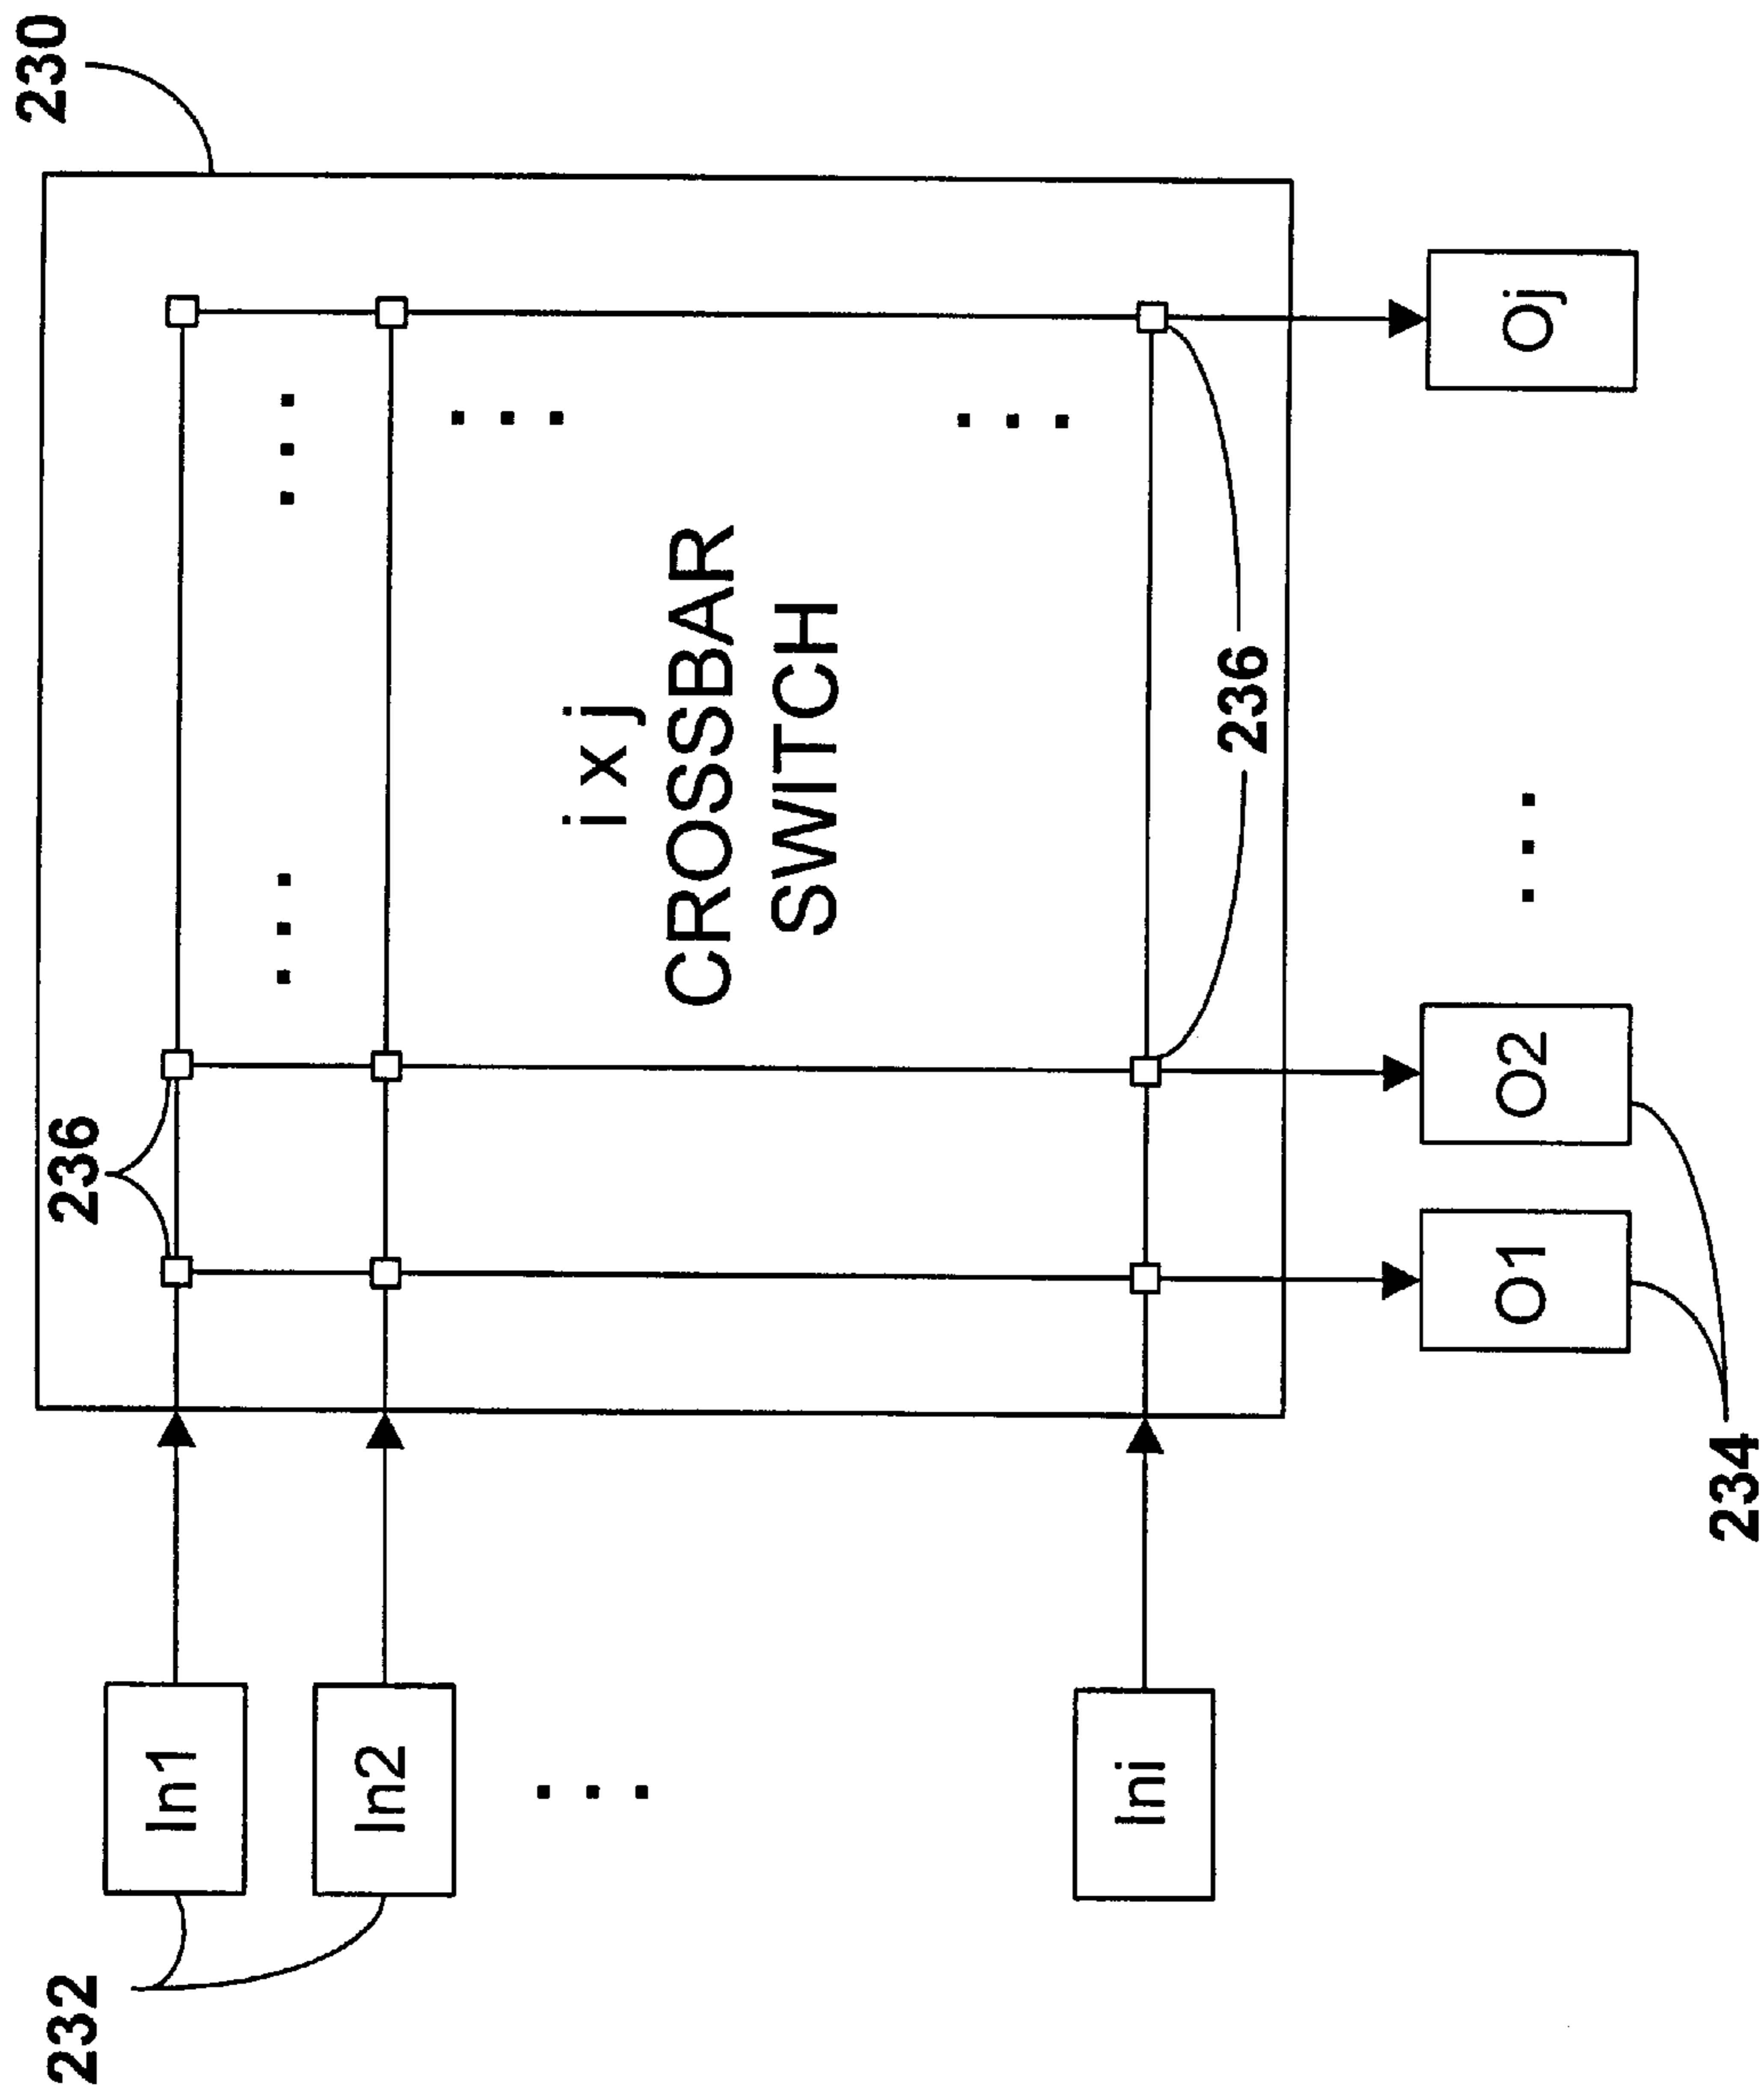 230
236
232
In1
In2
. . .
Ini
. . .
. . .
. . .
. . .
i x j
CROSSBAR
SWITCH
236
O1
O2
. . .
Oj
234